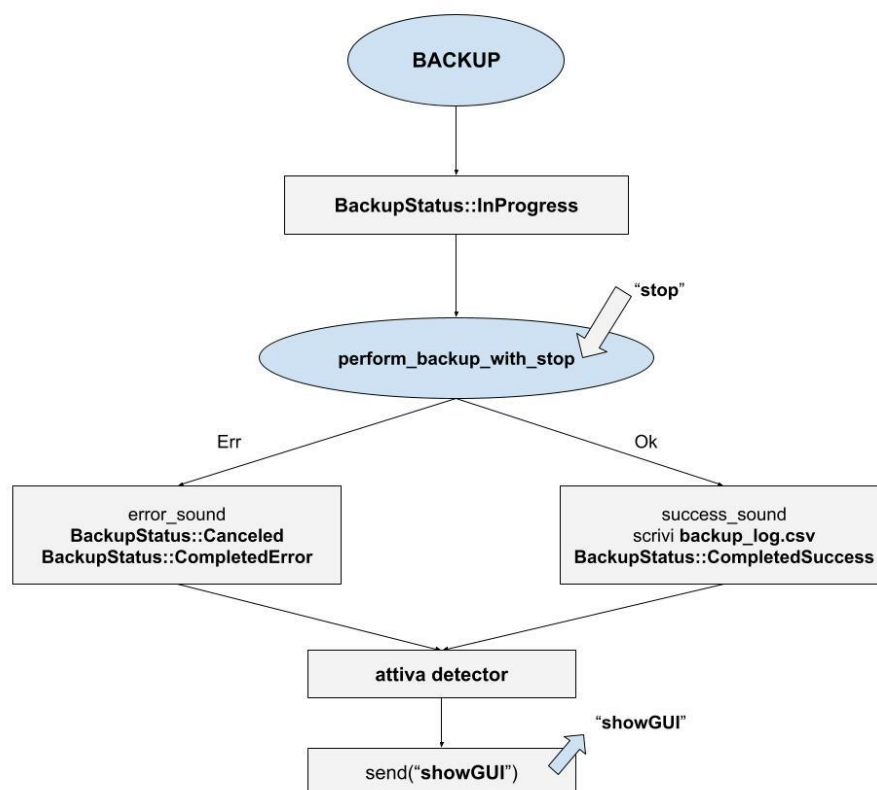 BACKUP
BackupStatus::InProgress
“stop”
perform_backup_with_stop
Err
Ok
error_sound
BackupStatus::Canceled
BackupStatus::CompletedError
success_sound
scrivi backup_log.csv
BackupStatus::CompletedSuccess
attiva detector
“showGUI”
send(“showGUI”)